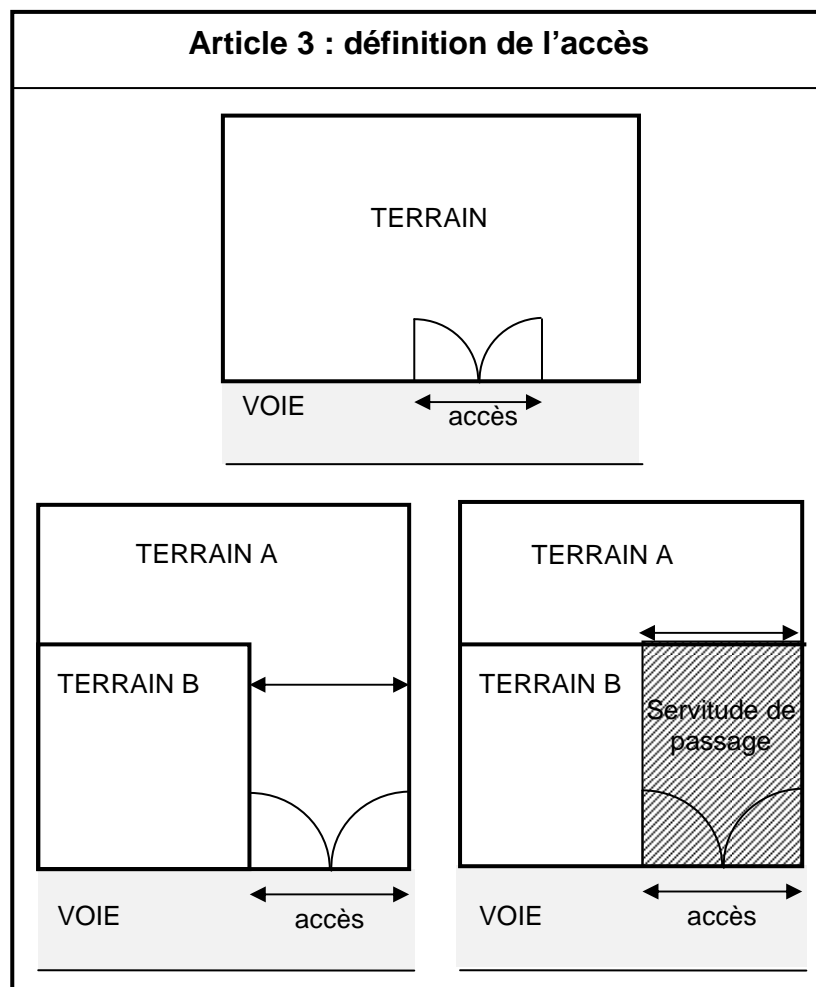 Article 3 : définition de l’accès
TERRAIN
VOIE
accès
TERRAIN A
TERRAIN B
VOIE
accès
TERRAIN A
TERRAIN B
Servitude de
passage
VOIE
accès